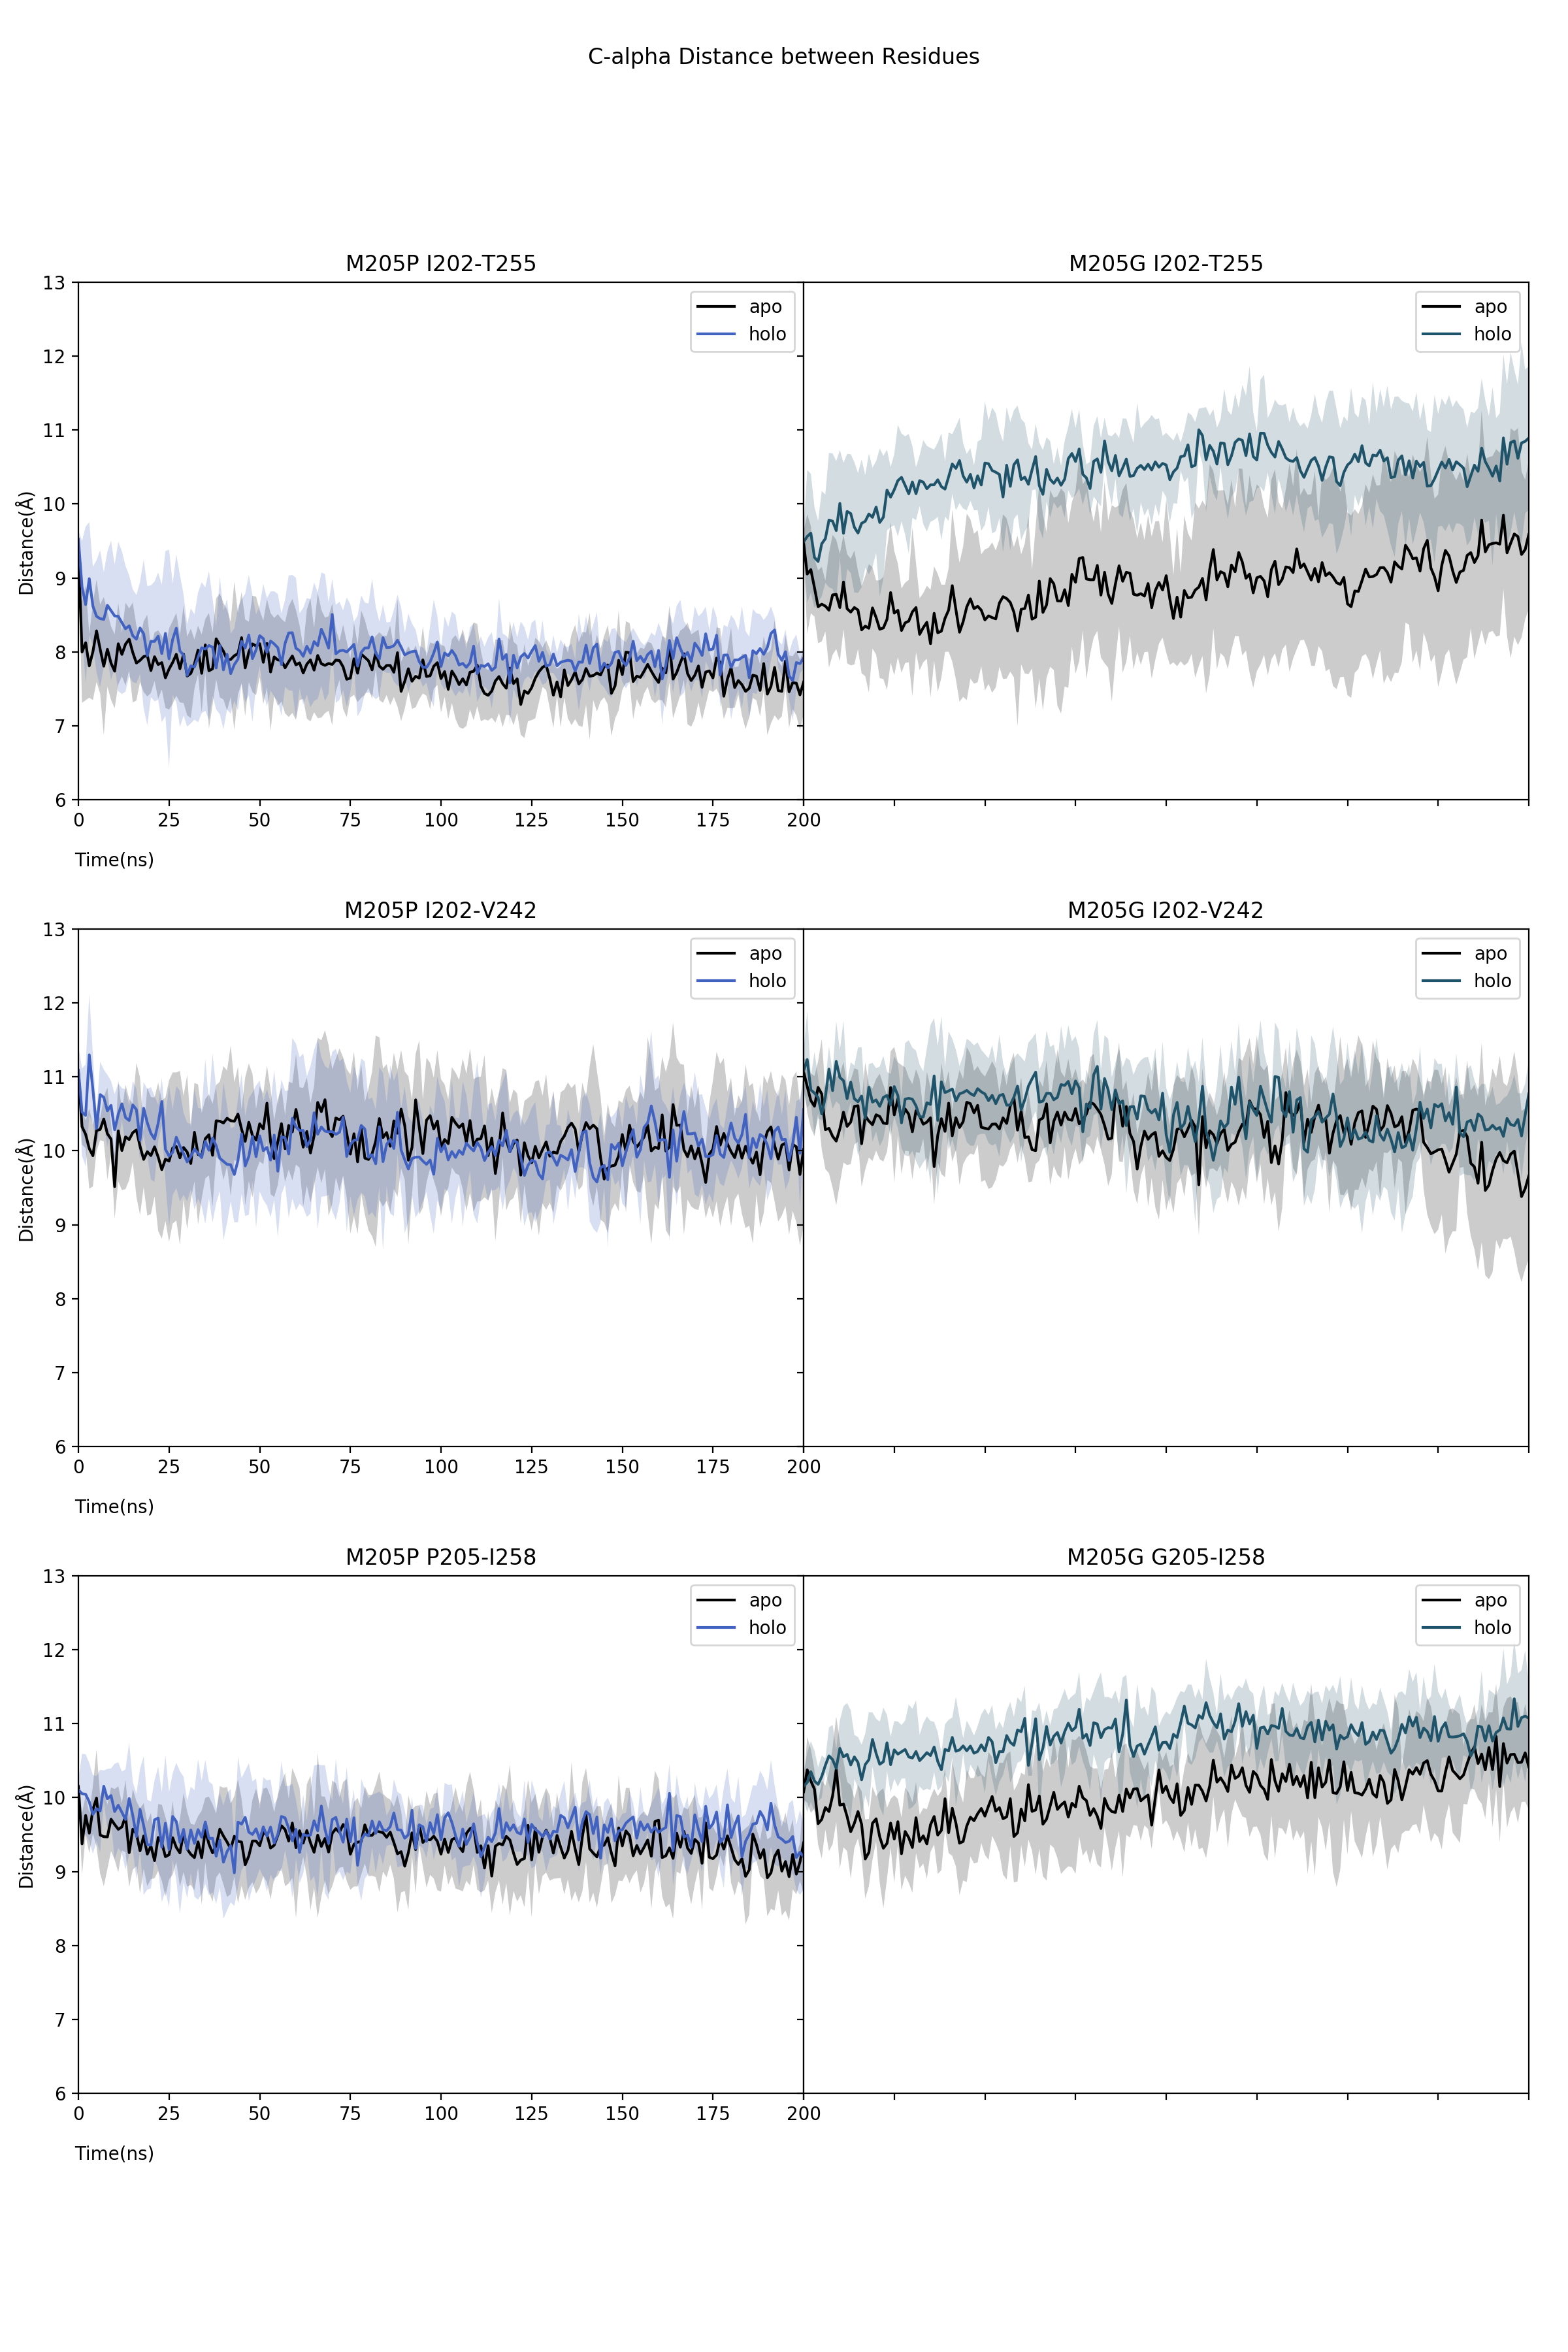 C-alpha Distance between Residues
M205P I202-T255
M205G I202-T255
13
12
11
10
9
8
7
6
Distance(Å)
apo
holo
apo
holo
0 25 50 75 100 125 150 175 200
Time(ns)
M205P I202-V242
M205G I202-V242
13
12
11
10
9
8
7
6
Distance(Å)
apo
holo
apo
holo
0 25 50 75 100 125 150 175 200
Time(ns)
M205P P205-I258
M205G G205-I258
13
12
11
10
9
8
7
6
Distance(Å)
apo
holo
apo
holo
0 25 50 75 100 125 150 175 200
Time(ns)